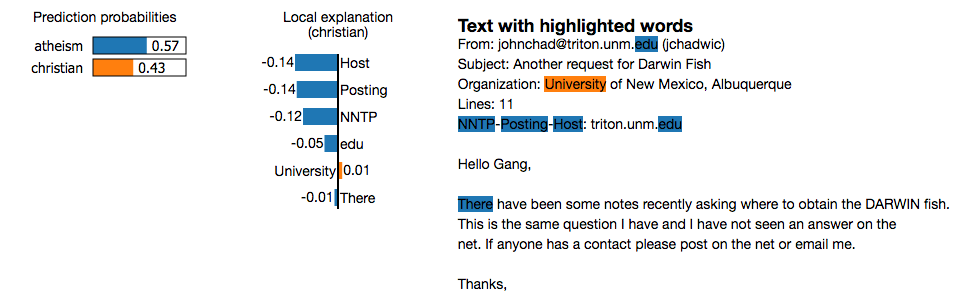 Prediction probabilities
atheism 0.57
christian 0.43
Local explanation
(christian)
-0.14 Host
-0.14 Posting
-0.12 NNTP
-0.05 edu
University 0.01
-0.01 There
Text with highlighted words
From: johnchad@triton.unm.edu (jchadwic)
Subject: Another request for Darwin Fish
Organization: University of New Mexico, Albuquerque
Lines: 11
NNTP-Posting-Host: triton.unm.edu
Hello Gang,
There have been some notes recently asking where to obtain the DARWIN fish.
This is the same question I have and I have not seen an answer on the
net. If anyone has a contact please post on the net or email me.
Thanks,